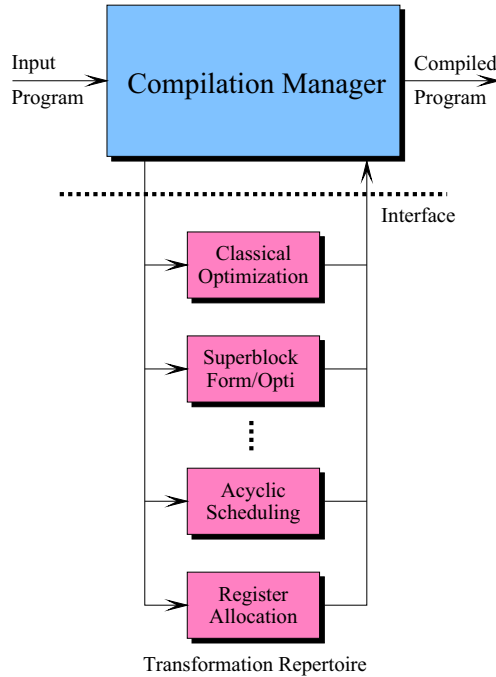 Input
Program
Compilation Manager
Compiled
Program
Interface
Classical
Optimization
Superblock
Form/Opti
Acyclic
Scheduling
Register
Allocation
Transformation Repertoire